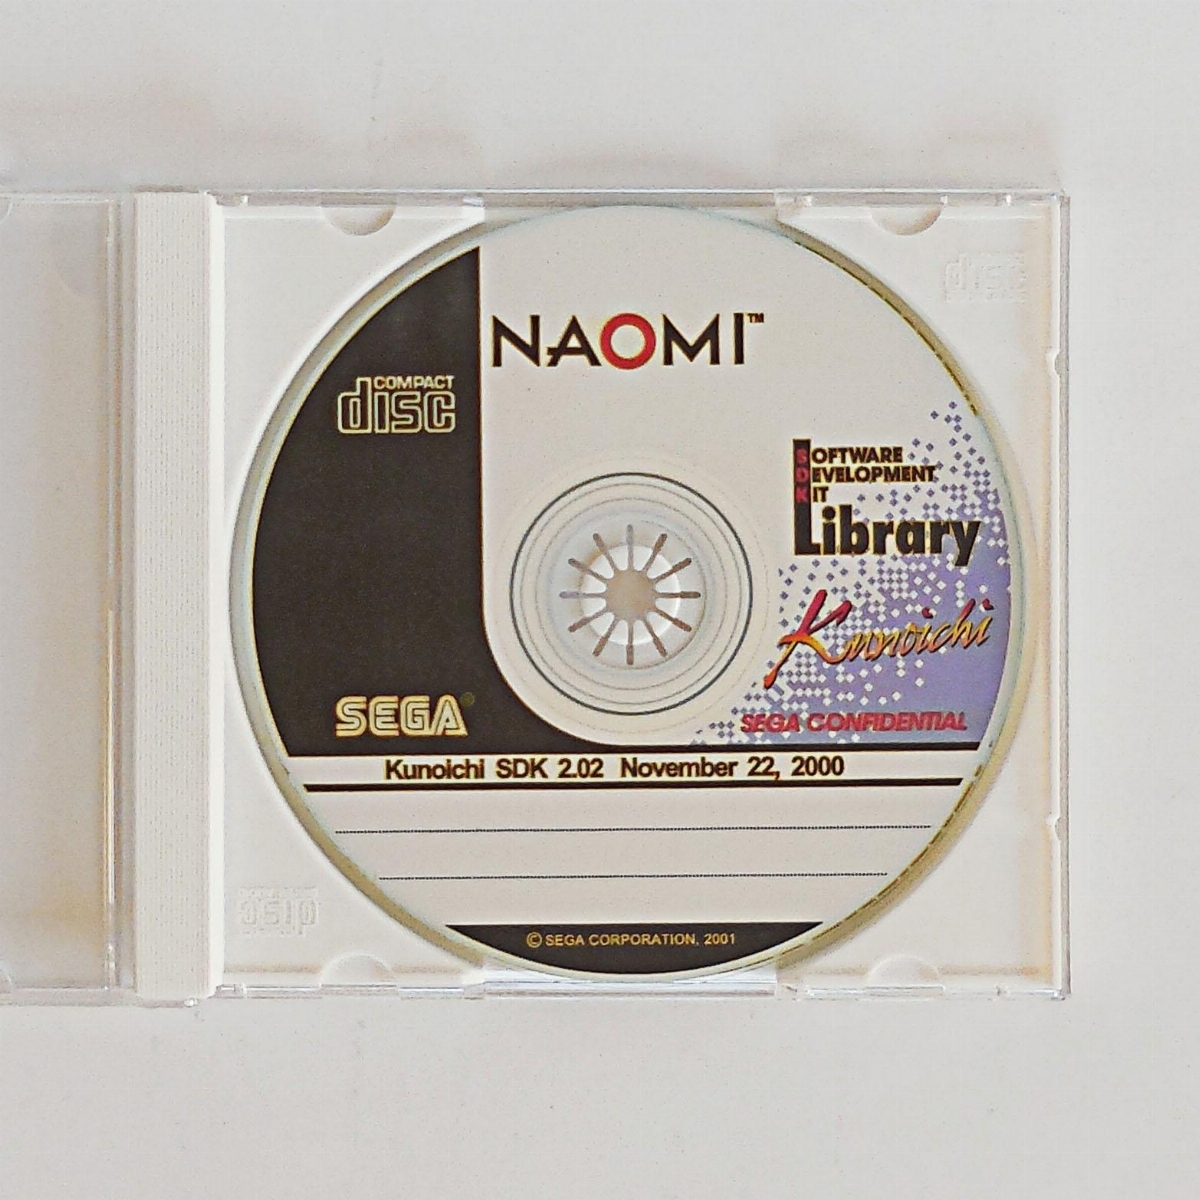 NAOMI™
COMPACT
disc
disc
SOFTWARE
DEVELOPMENT
KIT
Library
Kunoichi
SEGA CONFIDENTIAL
SEGA®
Kunoichi SDK 2.02 November 22, 2000
disc
© SEGA CORPORATION, 2001